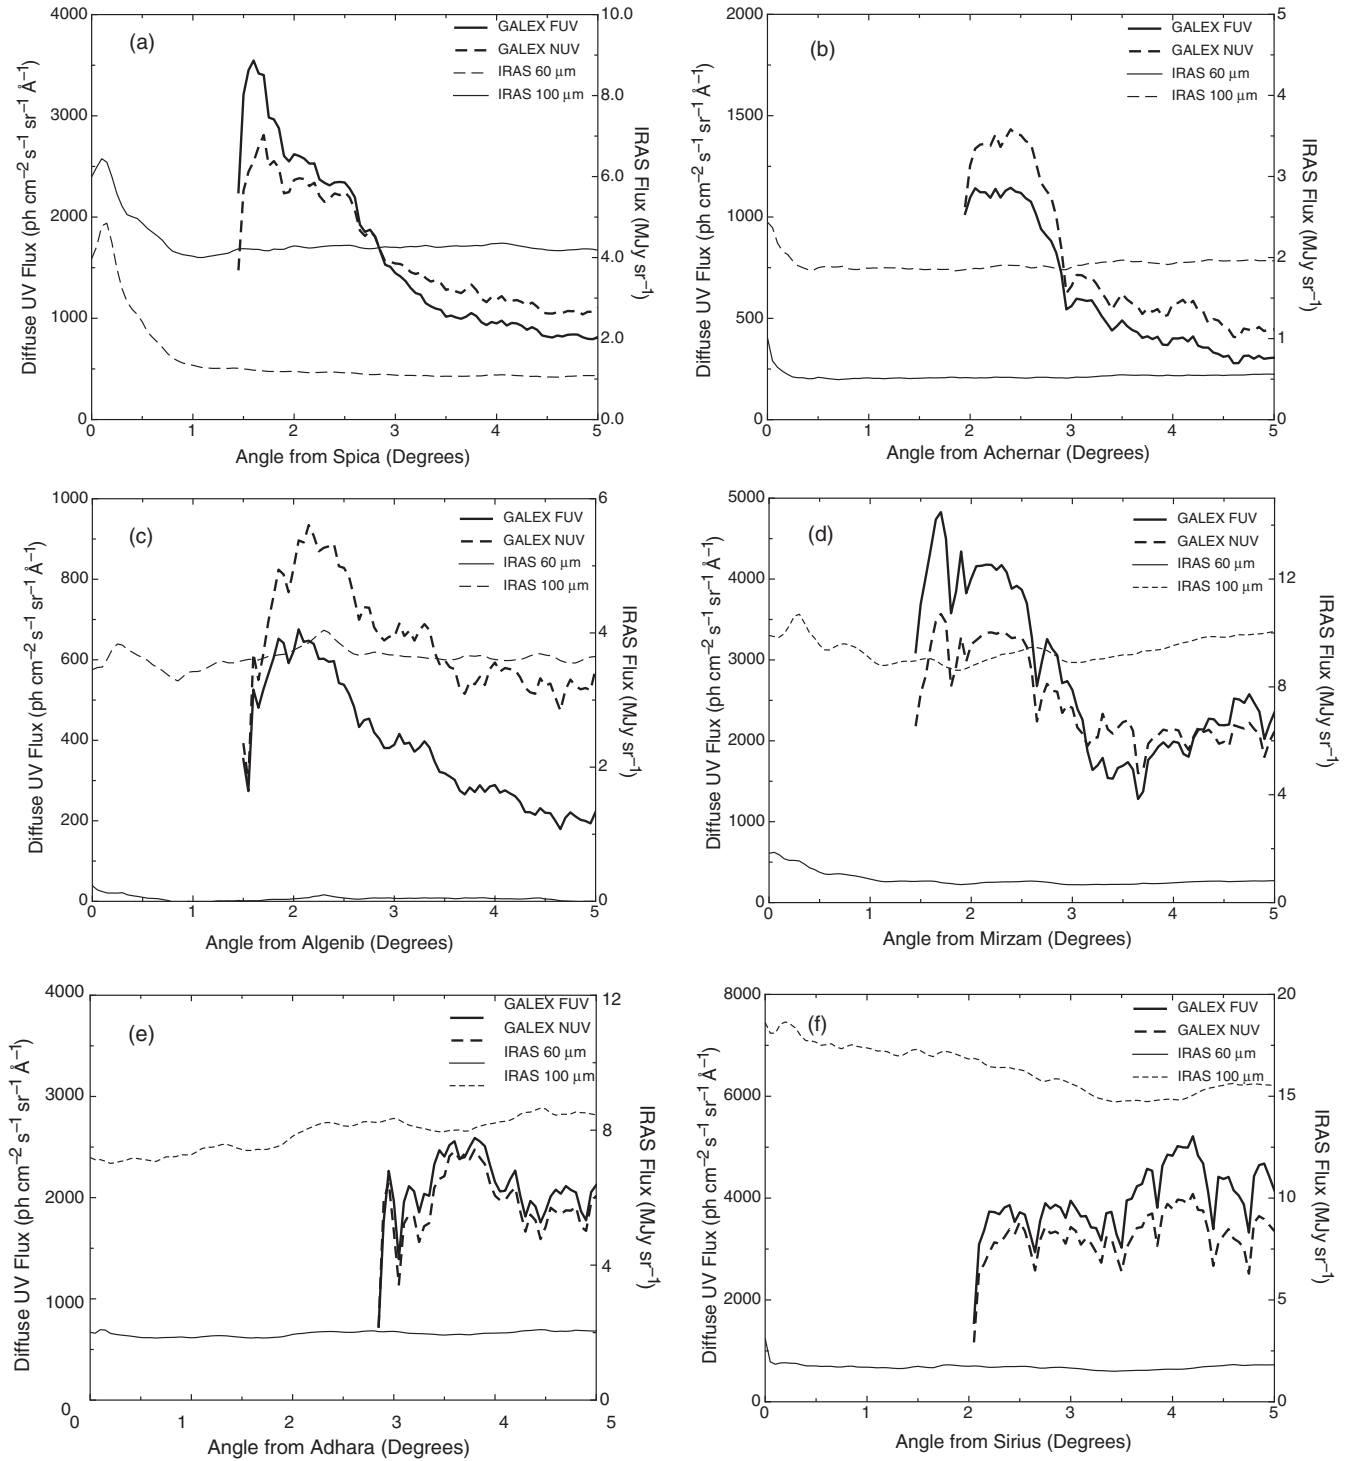 (a)
GALEX FUV
GALEX NUV
IRAS 60 μm
IRAS 100 μm
4000
3000
2000
1000
0
10.0
8.0
6.0
4.0
2.0
0.0
0 1 2 3 4 5
Diffuse UV Flux (ph cm−2 s−1 sr−1 Å−1)
IRAS Flux (MJy sr−1)
Angle from Spica (Degrees)
(b)
GALEX FUV
GALEX NUV
IRAS 60 μm
IRAS 100 μm
2000
1500
1000
500
0
5
4
3
2
1
0
0 1 2 3 4 5
Diffuse UV Flux (ph cm−2 s−1 sr−1 Å−1)
IRAS Flux (MJy sr−1)
Angle from Achernar (Degrees)
(c)
GALEX FUV
GALEX NUV
IRAS 60 μm
IRAS 100 μm
1000
800
600
400
200
0
6
4
2
0
0 1 2 3 4 5
Diffuse UV Flux (ph cm−2 s−1 sr−1 Å−1)
IRAS Flux (MJy sr−1)
Angle from Algenib (Degrees)
(d)
GALEX FUV
GALEX NUV
IRAS 60 μm
IRAS 100 μm
5000
4000
3000
2000
1000
0
12
8
4
0
0 1 2 3 4 5
Diffuse UV Flux (ph cm−2 s−1 sr−1 Å−1)
IRAS Flux (MJy sr−1)
Angle from Mirzam (Degrees)
(e)
GALEX FUV
GALEX NUV
IRAS 60 μm
IRAS 100 μm
4000
3000
2000
1000
0
12
8
4
0
0 1 2 3 4 5
Diffuse UV Flux (ph cm−2 s−1 sr−1 Å−1)
IRAS Flux (MJy sr−1)
Angle from Adhara (Degrees)
(f)
GALEX FUV
GALEX NUV
IRAS 60 μm
IRAS 100 μm
8000
6000
4000
2000
0
20
15
10
5
0
0 1 2 3 4 5
Diffuse UV Flux (ph cm−2 s−1 sr−1 Å−1)
IRAS Flux (MJy sr−1)
Angle from Sirius (Degrees)